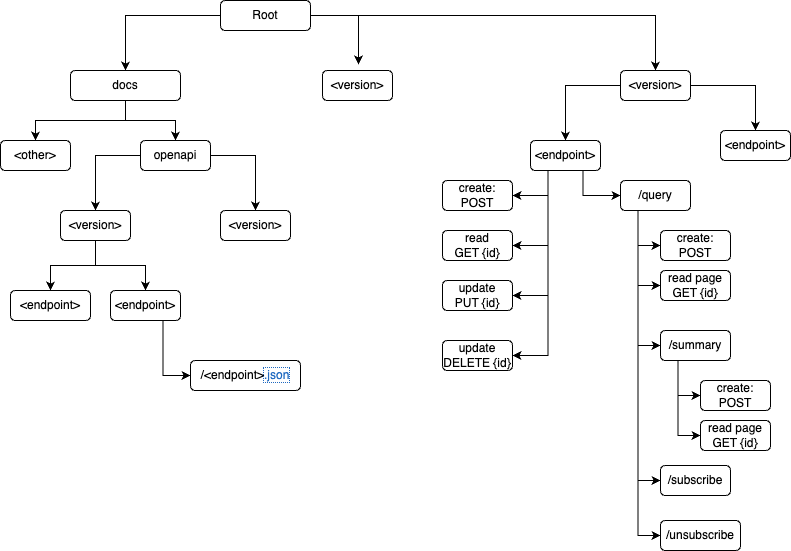 Root
docs
<version>
<version>
<other>
openapi
<endpoint>
<endpoint>
<version>
<version>
create:
POST
/query
read
GET {id}
create:
POST
update
PUT {id}
read page
GET {id}
<endpoint>
<endpoint>
update
DELETE {id}
/summary
/<endpoint>.json
create:
POST
read page
GET {id}
/subscribe
/unsubscribe